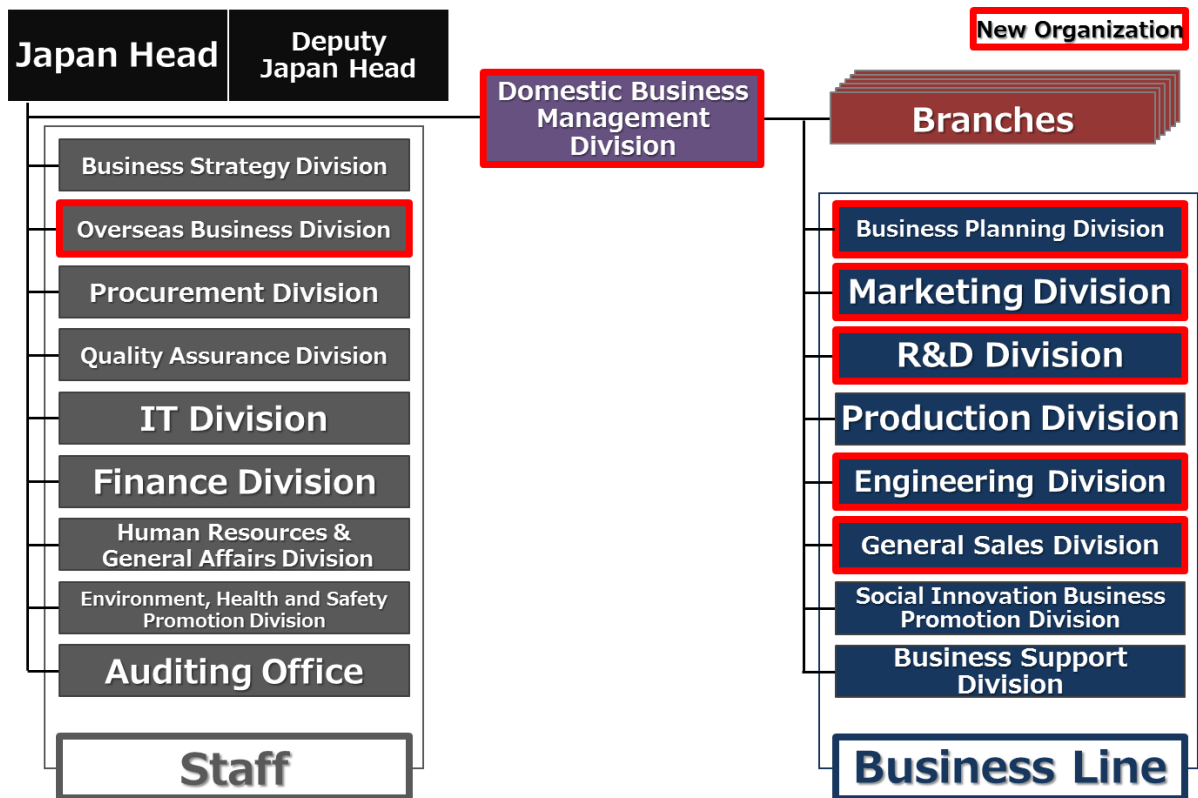 Japan Head
Deputy
Japan Head
New Organization
Domestic Business
Management
Division
Branches
Business Strategy Division
Overseas Business Division
Procurement Division
Quality Assurance Division
IT Division
Finance Division
Human Resources &
General Affairs Division
Environment, Health and Safety
Promotion Division
Auditing Office
Staff
Business Planning Division
Marketing Division
R&D Division
Production Division
Engineering Division
General Sales Division
Social Innovation Business
Promotion Division
Business Support
Division
Business Line